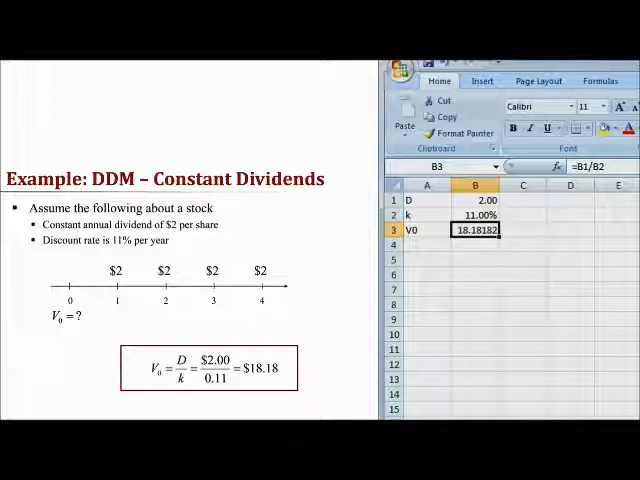 Example: DDM – Constant Dividends
▪ Assume the following about a stock
▪ Constant annual dividend of $2 per share
▪ Discount rate is 11% per year
$2 $2 $2 $2
0 1 2 3 4
V0 = ?
V0 = D/k = $2.00/0.11 = $18.18
Home Insert Page Layout Formulas
Paste
Cut
Copy
Format Painter
Clipboard
Calibri 11 A A
B I U A
Font
B3 fx =B1/B2
A B C D E
1 D 2.00
2 k 11.00%
3 V0 18.18182
4
5
6
7
8
9
10
11
12
13
14
15